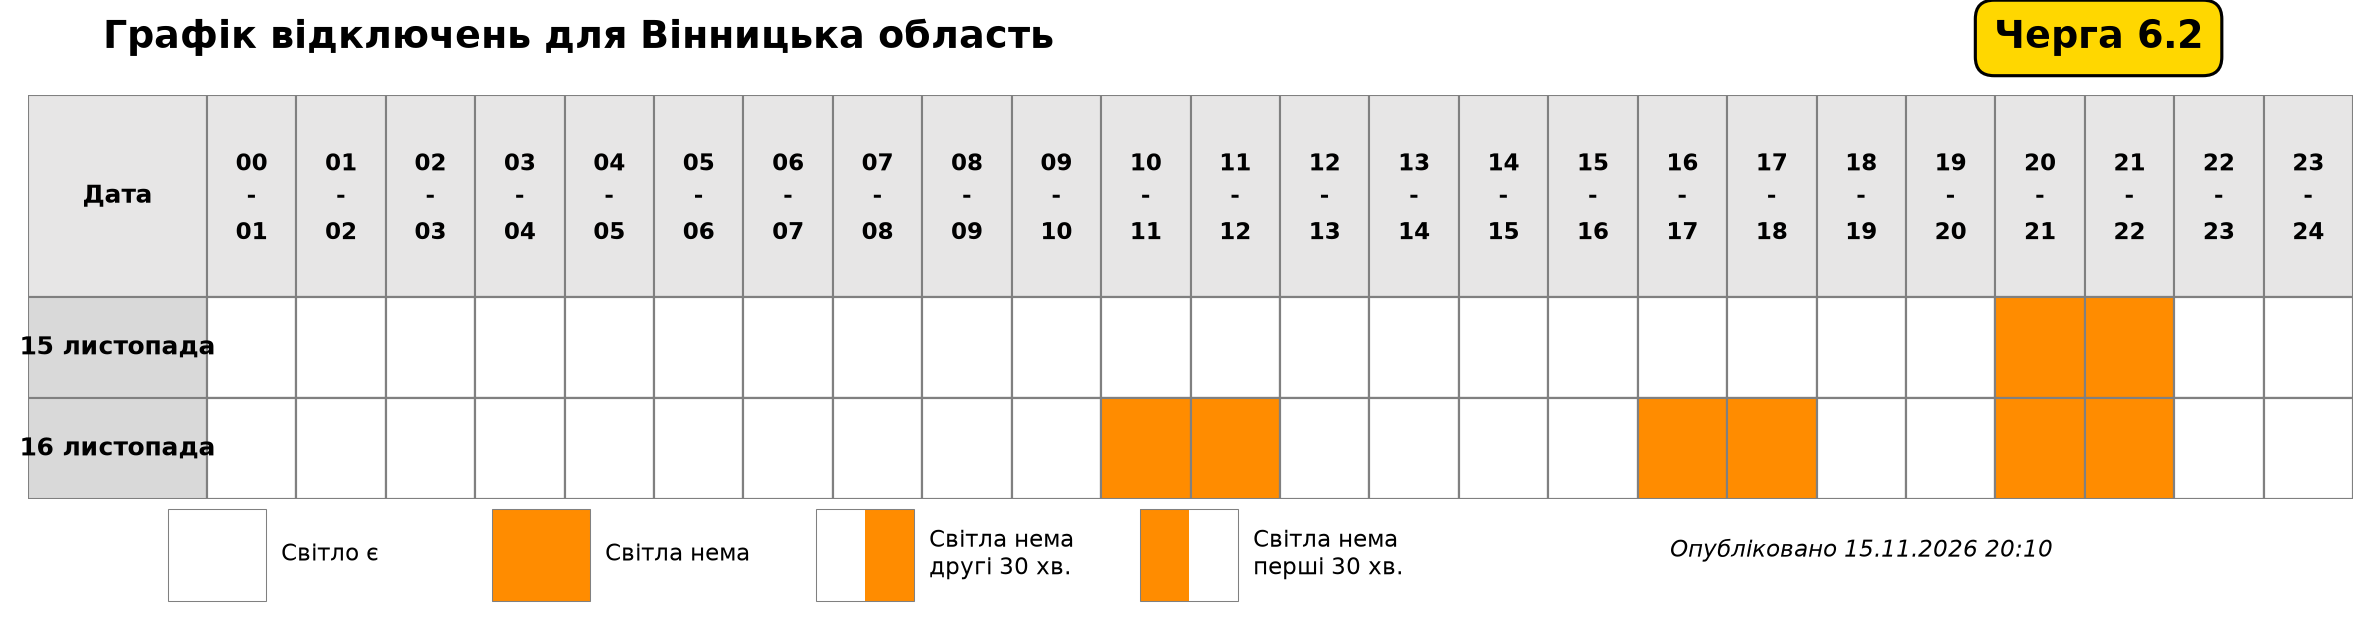 Графік відключень для Вінницька область
Черга 6.2
Дата
00 - 01
01 - 02
02 - 03
03 - 04
04 - 05
05 - 06
06 - 07
07 - 08
08 - 09
09 - 10
10 - 11
11 - 12
12 - 13
13 - 14
14 - 15
15 - 16
16 - 17
17 - 18
18 - 19
19 - 20
20 - 21
21 - 22
22 - 23
23 - 24
15 листопада
16 листопада
Світло є
Світла нема
Світла нема
другі 30 хв.
Світла нема
перші 30 хв.
Опубліковано 15.11.2026 20:10